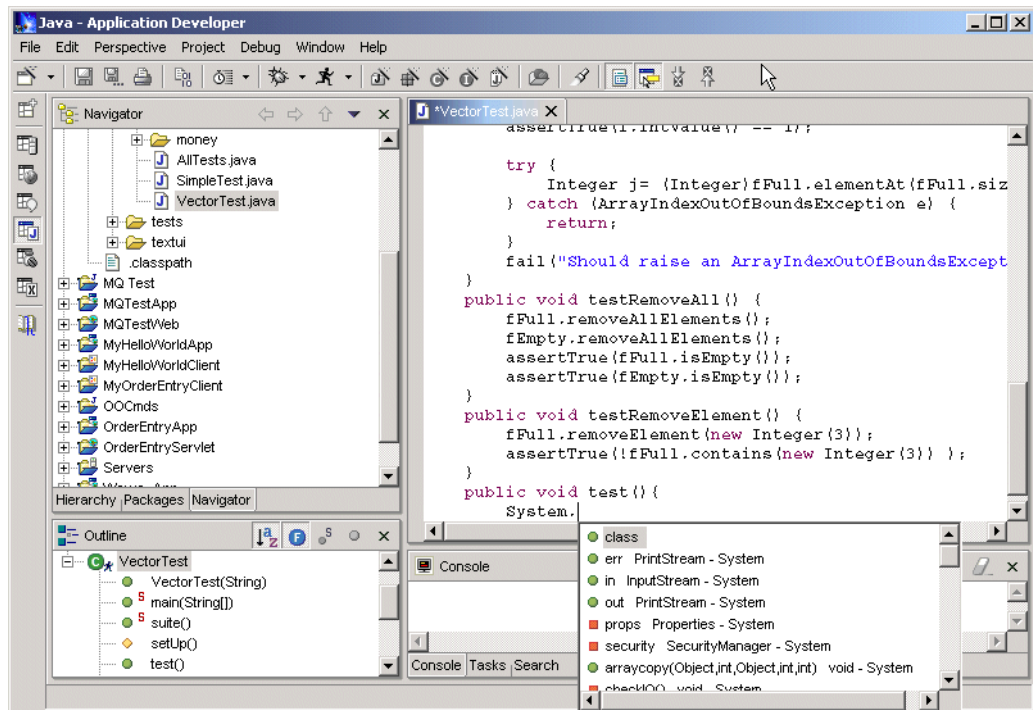 Java - Application Developer
File Edit Perspective Project Debug Window Help
Navigator
money
AllTests.java
SimpleTest.java
VectorTest.java
tests
textui
.classpath
MQ Test
MQTestApp
MQTestWeb
MyHelloWorldApp
MyHelloWorldClient
MyOrderEntryClient
OOCmds
OrderEntryApp
OrderEntryServlet
Servers
Hierarchy Packages Navigator
*VectorTest.java X
assertTrue(i.intValue() == 1);
try {
Integer j= (Integer)fFull.elementAt(fFull.siz
} catch (ArrayIndexOutOfBoundsException e) {
return;
}
fail("Should raise an ArrayIndexOutOfBoundsExcept
}
public void testRemoveAll() {
fFull.removeAllElements();
fEmpty.removeAllElements();
assertTrue(fFull.isEmpty());
assertTrue(fEmpty.isEmpty());
}
public void testRemoveElement() {
fFull.removeElement(new Integer(3));
assertTrue(!fFull.contains(new Integer(3)) );
}
public void test(){
System.
class
err PrintStream - System
in InputStream - System
out PrintStream - System
props Properties - System
security SecurityManager - System
arraycopy(Object,int,Object,int,int) void - System
checkIO() void System
Outline
VectorTest
VectorTest(String)
S main(String[])
S suite()
setUp()
test()
Console
Console Tasks Search